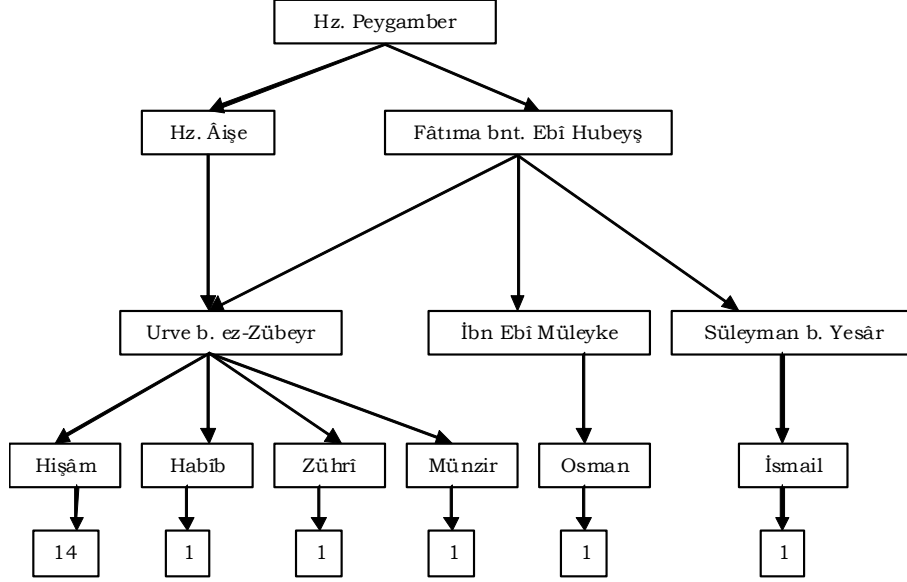 Hz. Peygamber
Hz. Âişe
Fâtıma bnt. Ebî Hubeyş
Urve b. ez-Zübeyr
İbn Ebî Müleyke
Süleyman b. Yesâr
Hişâm
Habîb
Zührî
Münzir
Osman
İsmail
14
1
1
1
1
1